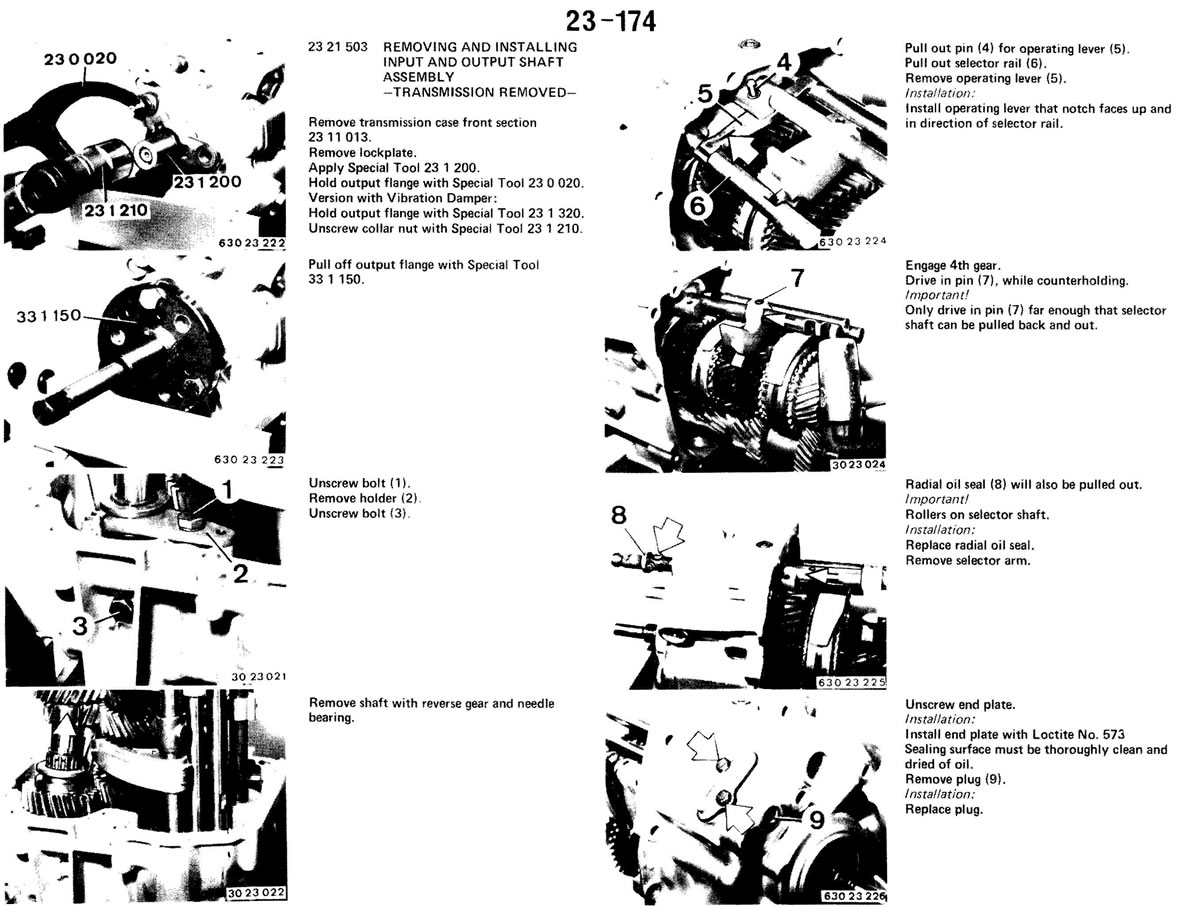 23-174
23 0 020
23 1 200
23 1 210
630 23 222
23 21 503 REMOVING AND INSTALLING
INPUT AND OUTPUT SHAFT
ASSEMBLY
—TRANSMISSION REMOVED—
Remove transmission case front section
23 11 013.
Remove lockplate.
Apply Special Tool 23 1 200.
Hold output flange with Special Tool 23 0 020.
Version with Vibration Damper:
Hold output flange with Special Tool 23 1 320.
Unscrew collar nut with Special Tool 23 1 210.
33 1 150
630 23 223
Pull off output flange with Special Tool
33 1 150.
1
2
3
30 23 021
Unscrew bolt (1).
Remove holder (2).
Unscrew bolt (3).
30 23 022
Remove shaft with reverse gear and needle
bearing.
4
5
6
630 23 224
Pull out pin (4) for operating lever (5).
Pull out selector rail (6).
Remove operating lever (5).
Installation:
Install operating lever that notch faces up and
in direction of selector rail.
7
30 23 024
Engage 4th gear.
Drive in pin (7), while counterholding.
Important!
Only drive in pin (7) far enough that selector
shaft can be pulled back and out.
8
630 23 225
Radial oil seal (8) will also be pulled out.
Important!
Rollers on selector shaft.
Installation:
Replace radial oil seal.
Remove selector arm.
9
630 23 226
Unscrew end plate.
Installation:
Install end plate with Loctite No. 573
Sealing surface must be thoroughly clean and
dried of oil.
Remove plug (9).
Installation:
Replace plug.